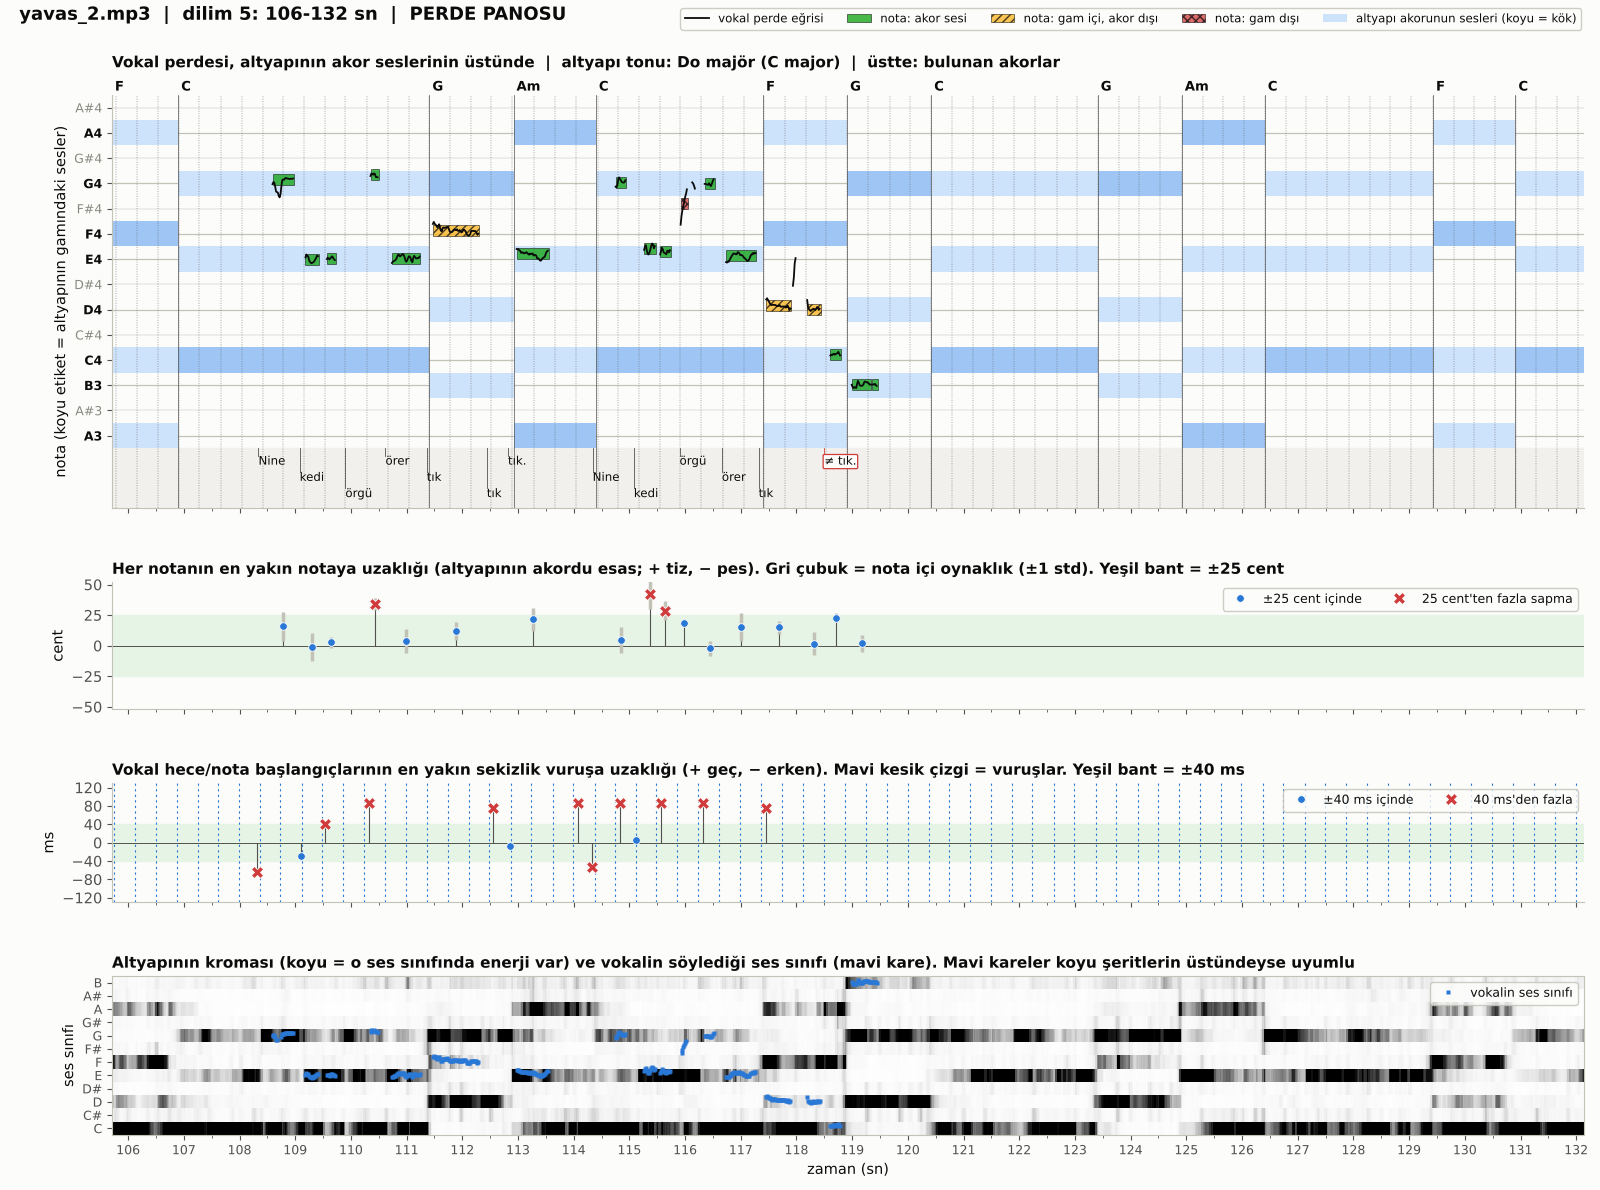 yavas_2.mp3 | dilim 5: 106-132 sn | PERDE PANOSU
vokal perde eğrisi
nota: akor sesi
nota: gam içi, akor dışı
nota: gam dışı
altyapı akorunun sesleri (koyu = kök)
Vokal perdesi, altyapının akor seslerinin üstünde | altyapı tonu: Do majör (C major) | üstte: bulunan akorlar
F C G Am C F G C G Am C F C
nota (koyu etiket = altyapının gamındaki sesler)
A#4
A4
G#4
G4
F#4
F4
E4
D#4
D4
C#4
C4
B3
A#3
A3
Nine örer tık. örgü ≠ tık.
kedi tık Nine örer
örgü tık kedi tık
Her notanın en yakın notaya uzaklığı (altyapının akordu esas; + tiz, − pes). Gri çubuk = nota içi oynaklık (±1 std). Yeşil bant = ±25 cent
±25 cent içinde
25 cent'ten fazla sapma
cent
50
25
0
−25
−50
Vokal hece/nota başlangıçlarının en yakın sekizlik vuruşa uzaklığı (+ geç, − erken). Mavi kesik çizgi = vuruşlar. Yeşil bant = ±40 ms
±40 ms içinde
40 ms'den fazla
ms
120
80
40
0
−40
−80
−120
Altyapının kroması (koyu = o ses sınıfında enerji var) ve vokalin söylediği ses sınıfı (mavi kare). Mavi kareler koyu şeritlerin üstündeyse uyumlu
vokalin ses sınıfı
ses sınıfı
B
A#
A
G#
G
F#
F
E
D#
D
C#
C
106 107 108 109 110 111 112 113 114 115 116 117 118 119 120 121 122 123 124 125 126 127 128 129 130 131 132
zaman (sn)